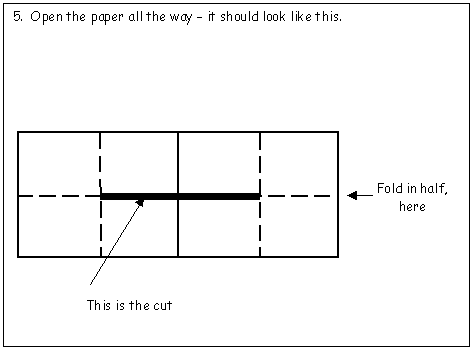 5. Open the paper all the way – it should look like this.
Fold in half,
here
This is the cut